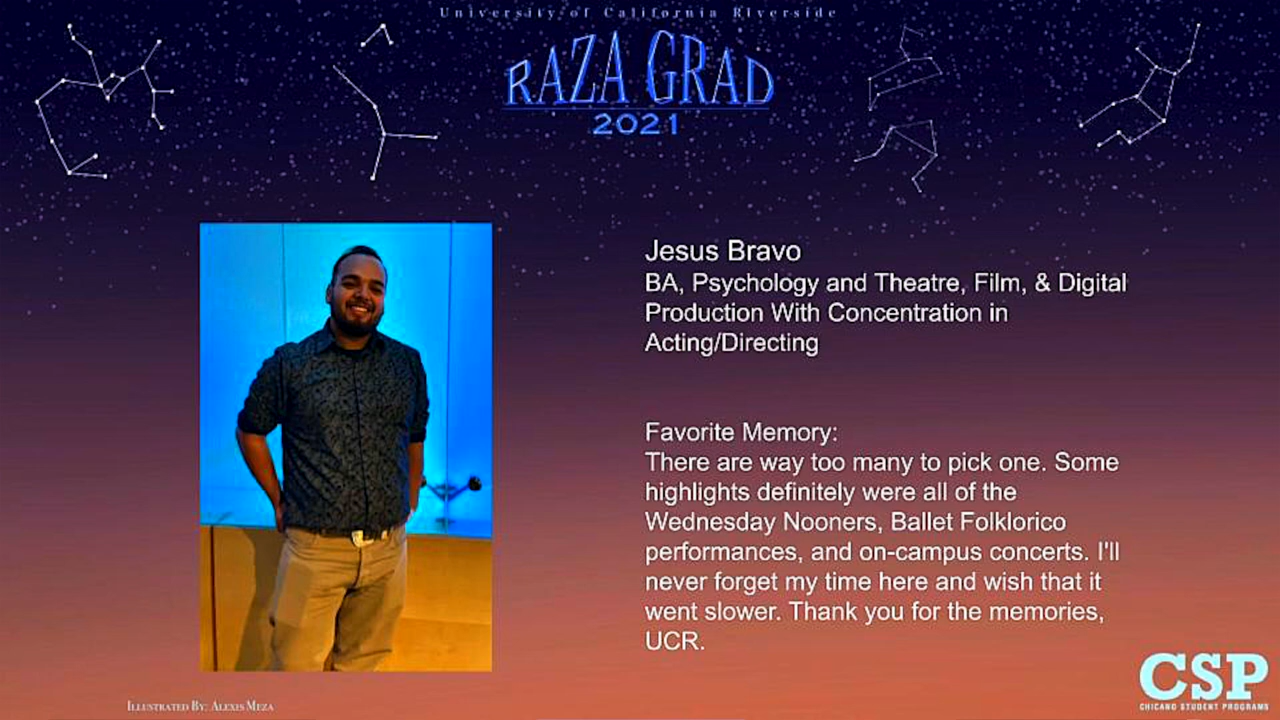 University of California Riverside
RAZA GRAD
2021
Jesus Bravo
BA, Psychology and Theatre, Film, & Digital
Production With Concentration in
Acting/Directing
Favorite Memory:
There are way too many to pick one. Some
highlights definitely were all of the
Wednesday Nooners, Ballet Folklorico
performances, and on-campus concerts. I'll
never forget my time here and wish that it
went slower. Thank you for the memories,
UCR.
CSP
CHICANO STUDENT PROGRAMS
Illustrated By: Alexis Meza